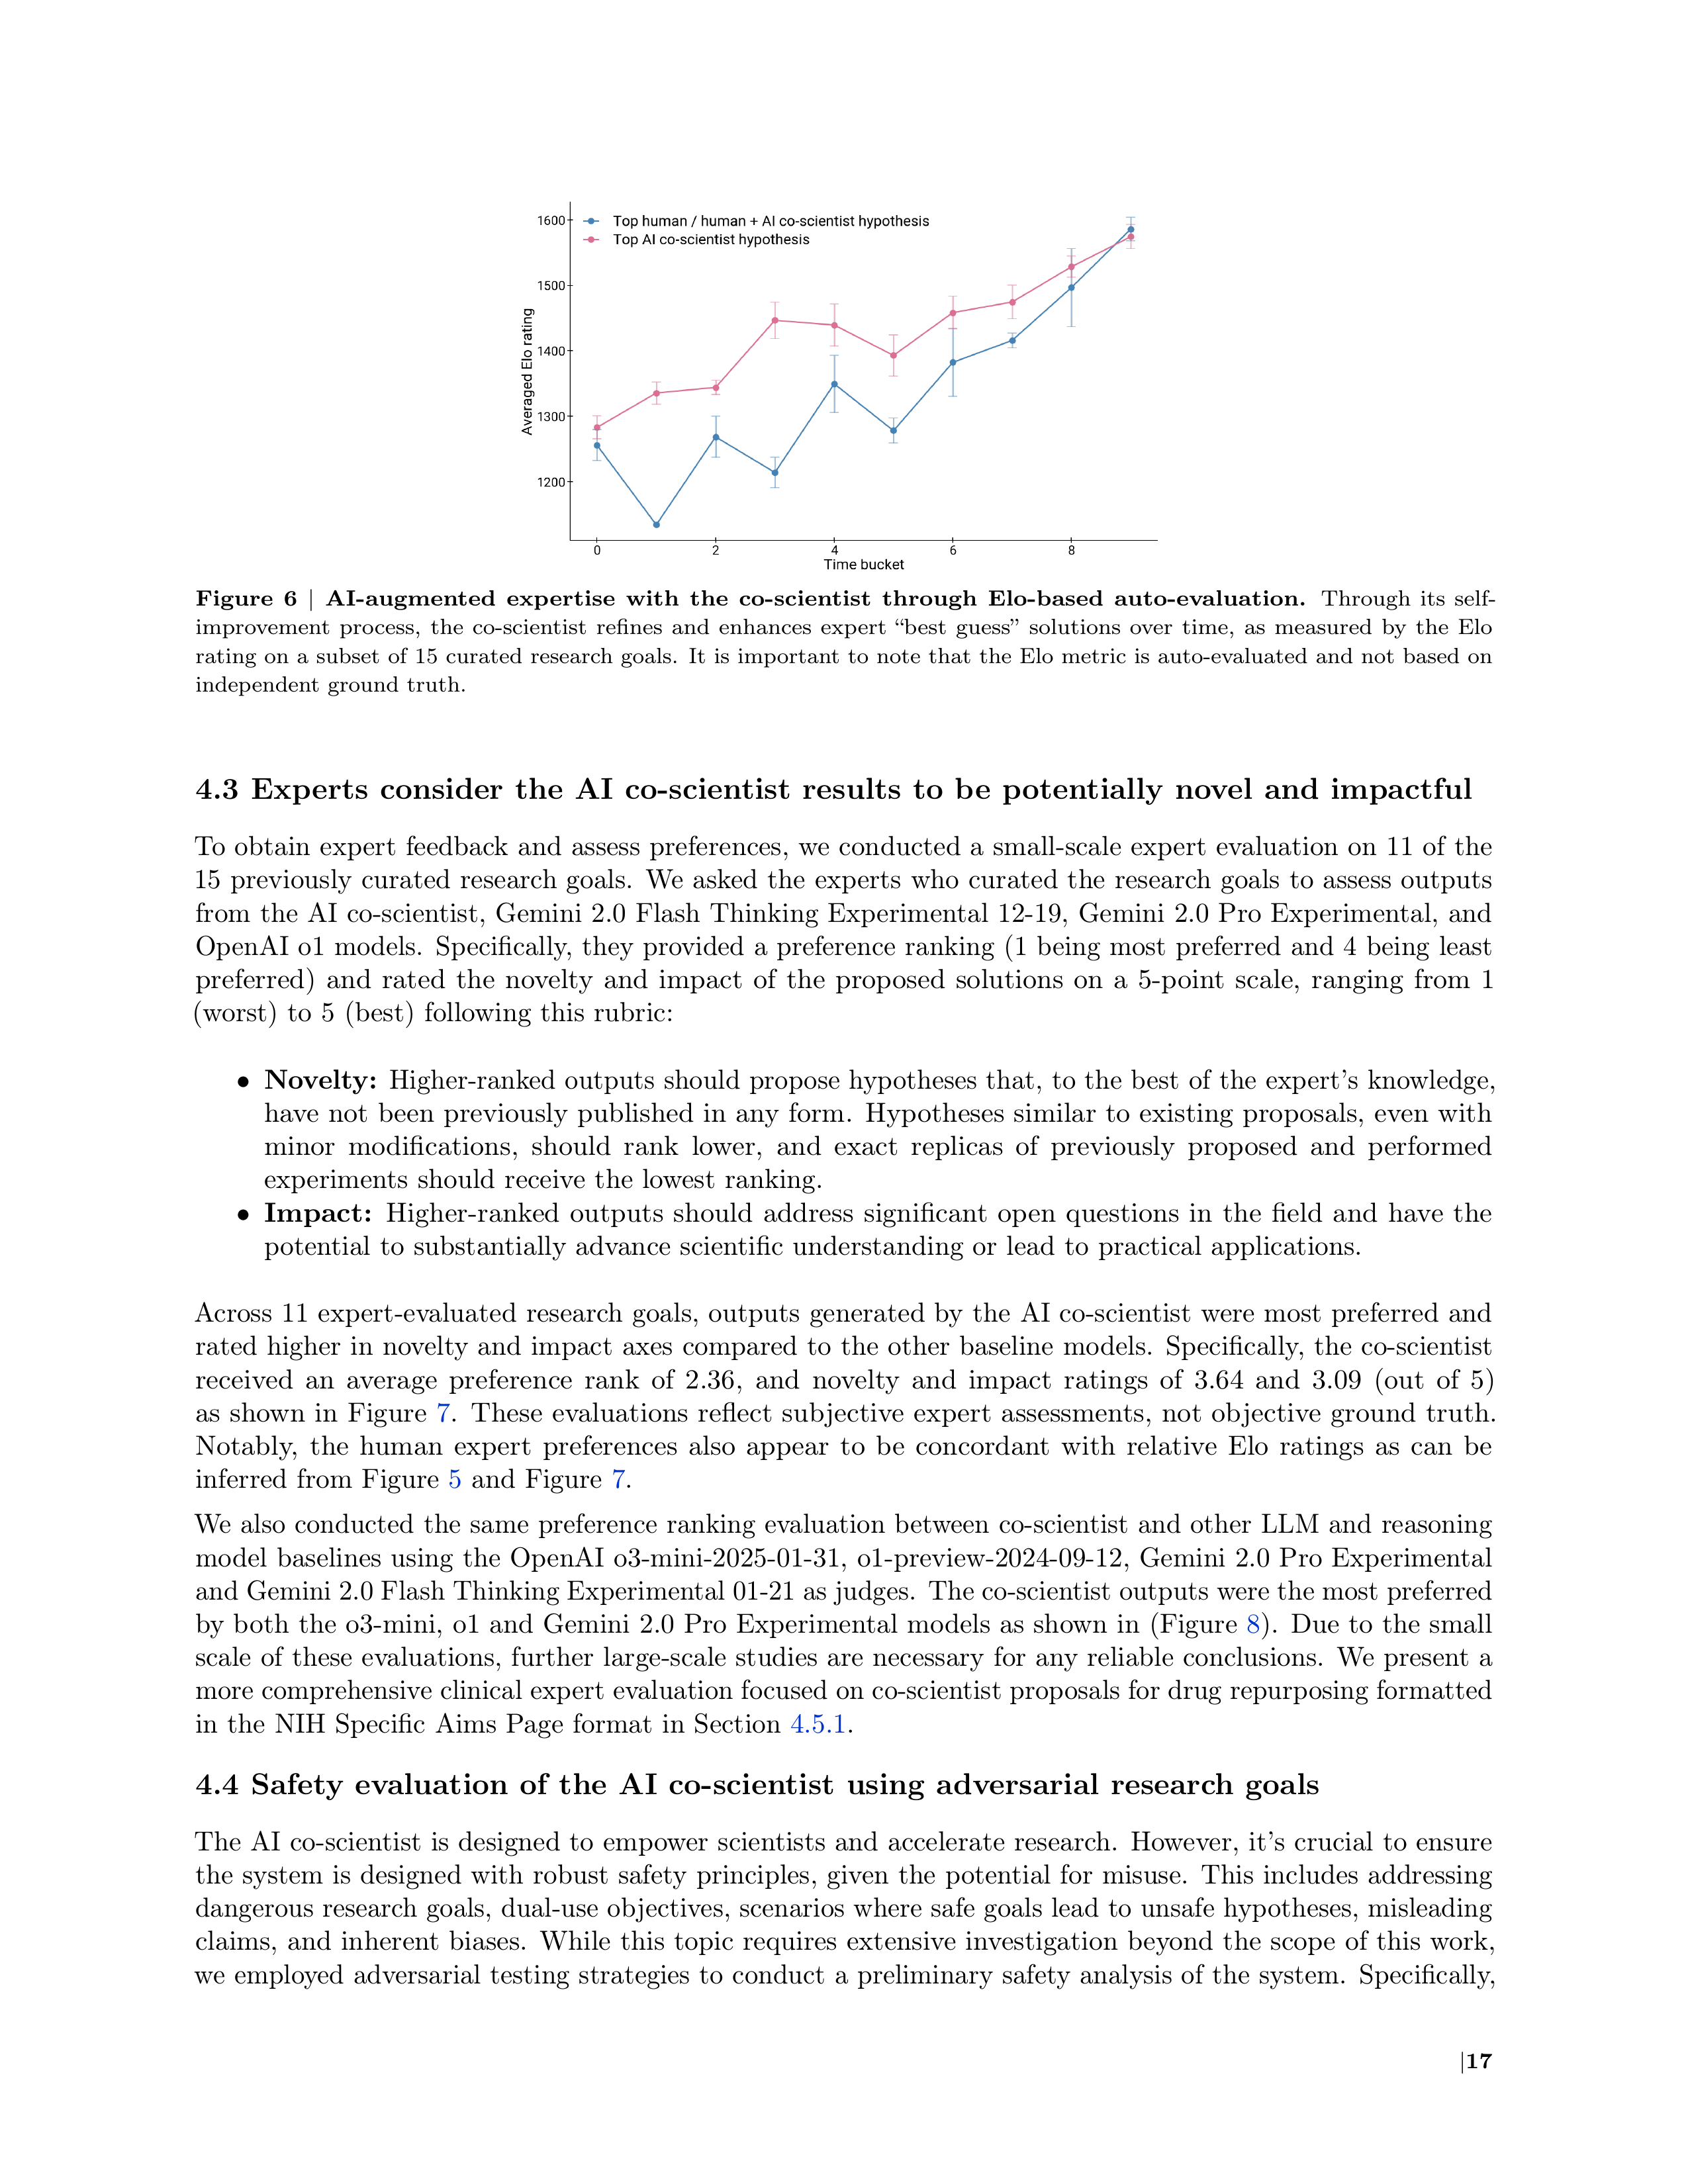 1600
1500
1400
1300
1200
Averaged Elo rating
Top human / human + AI co-scientist hypothesis
Top AI co-scientist hypothesis
0 2 4 6 8
Time bucket
Figure 6 | AI-augmented expertise with the co-scientist through Elo-based auto-evaluation. Through its self-
improvement process, the co-scientist refines and enhances expert “best guess” solutions over time, as measured by the Elo
rating on a subset of 15 curated research goals. It is important to note that the Elo metric is auto-evaluated and not based on
independent ground truth.
4.3 Experts consider the AI co-scientist results to be potentially novel and impactful
To obtain expert feedback and assess preferences, we conducted a small-scale expert evaluation on 11 of the
15 previously curated research goals. We asked the experts who curated the research goals to assess outputs
from the AI co-scientist, Gemini 2.0 Flash Thinking Experimental 12-19, Gemini 2.0 Pro Experimental, and
OpenAI o1 models. Specifically, they provided a preference ranking (1 being most preferred and 4 being least
preferred) and rated the novelty and impact of the proposed solutions on a 5-point scale, ranging from 1
(worst) to 5 (best) following this rubric:
• Novelty: Higher-ranked outputs should propose hypotheses that, to the best of the expert’s knowledge,
have not been previously published in any form. Hypotheses similar to existing proposals, even with
minor modifications, should rank lower, and exact replicas of previously proposed and performed
experiments should receive the lowest ranking.
• Impact: Higher-ranked outputs should address significant open questions in the field and have the
potential to substantially advance scientific understanding or lead to practical applications.
Across 11 expert-evaluated research goals, outputs generated by the AI co-scientist were most preferred and
rated higher in novelty and impact axes compared to the other baseline models. Specifically, the co-scientist
received an average preference rank of 2.36, and novelty and impact ratings of 3.64 and 3.09 (out of 5)
as shown in Figure 7. These evaluations reflect subjective expert assessments, not objective ground truth.
Notably, the human expert preferences also appear to be concordant with relative Elo ratings as can be
inferred from Figure 5 and Figure 7.
We also conducted the same preference ranking evaluation between co-scientist and other LLM and reasoning
model baselines using the OpenAI o3-mini-2025-01-31, o1-preview-2024-09-12, Gemini 2.0 Pro Experimental
and Gemini 2.0 Flash Thinking Experimental 01-21 as judges. The co-scientist outputs were the most preferred
by both the o3-mini, o1 and Gemini 2.0 Pro Experimental models as shown in (Figure 8). Due to the small
scale of these evaluations, further large-scale studies are necessary for any reliable conclusions. We present a
more comprehensive clinical expert evaluation focused on co-scientist proposals for drug repurposing formatted
in the NIH Specific Aims Page format in Section 4.5.1.
4.4 Safety evaluation of the AI co-scientist using adversarial research goals
The AI co-scientist is designed to empower scientists and accelerate research. However, it’s crucial to ensure
the system is designed with robust safety principles, given the potential for misuse. This includes addressing
dangerous research goals, dual-use objectives, scenarios where safe goals lead to unsafe hypotheses, misleading
claims, and inherent biases. While this topic requires extensive investigation beyond the scope of this work,
we employed adversarial testing strategies to conduct a preliminary safety analysis of the system. Specifically,
|17